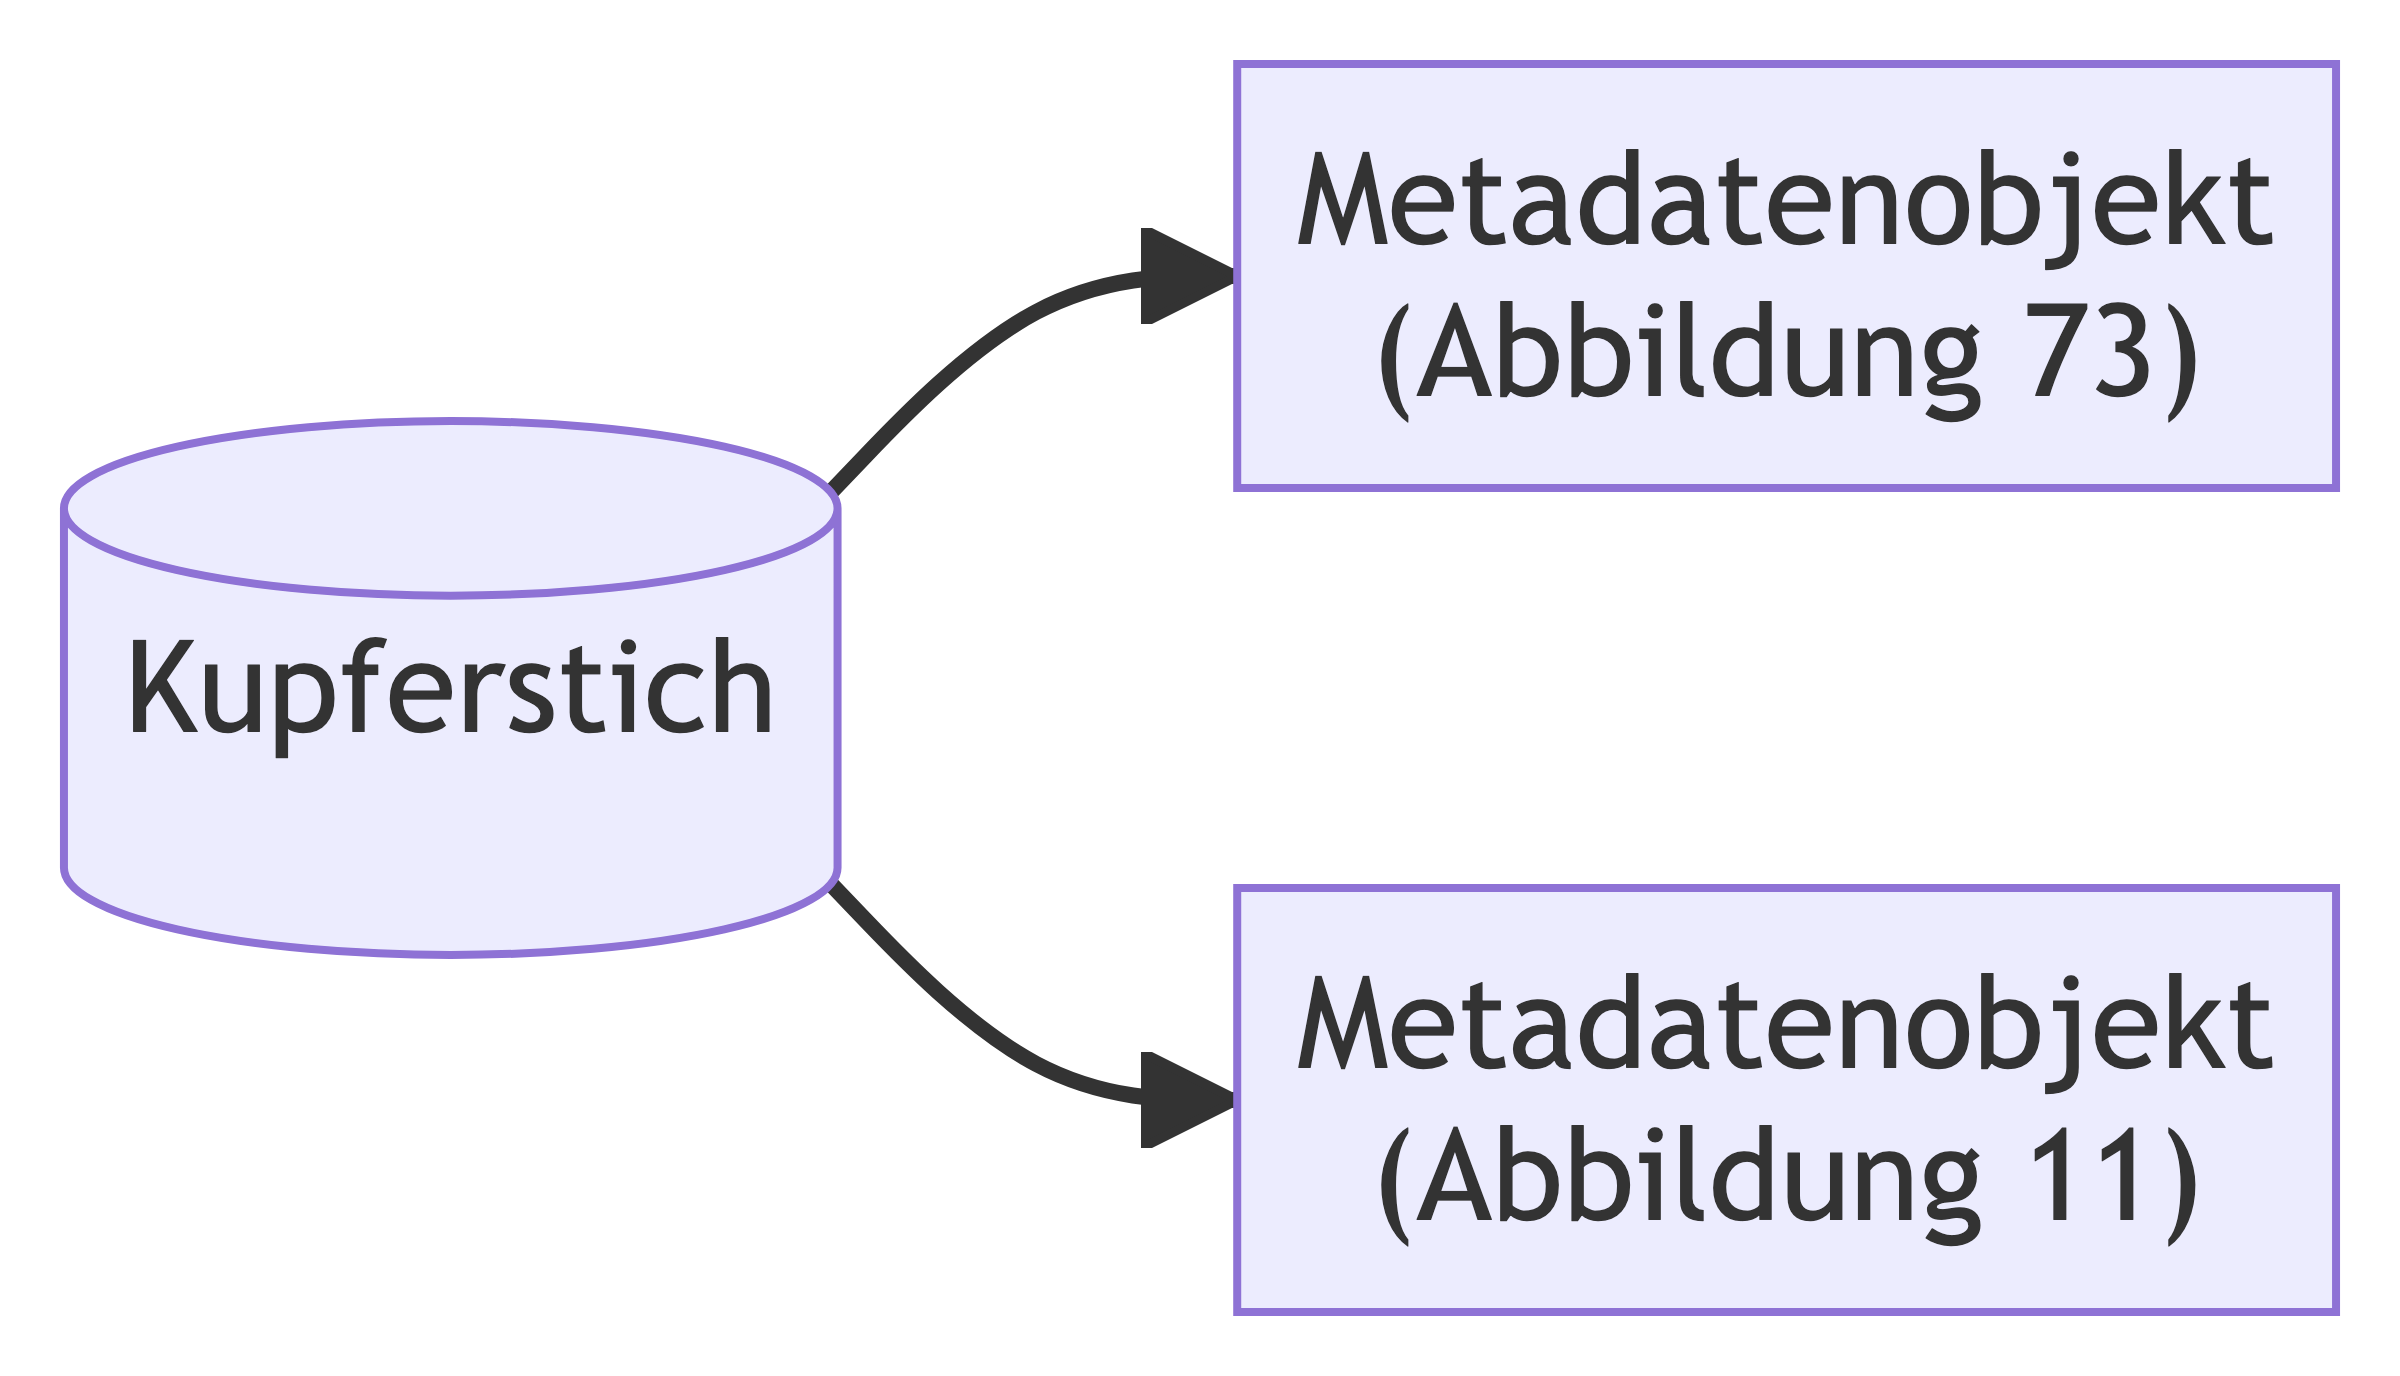 Kupferstich
Metadatenobjekt
(Abbildung 73)
Metadatenobjekt
(Abbildung 11)